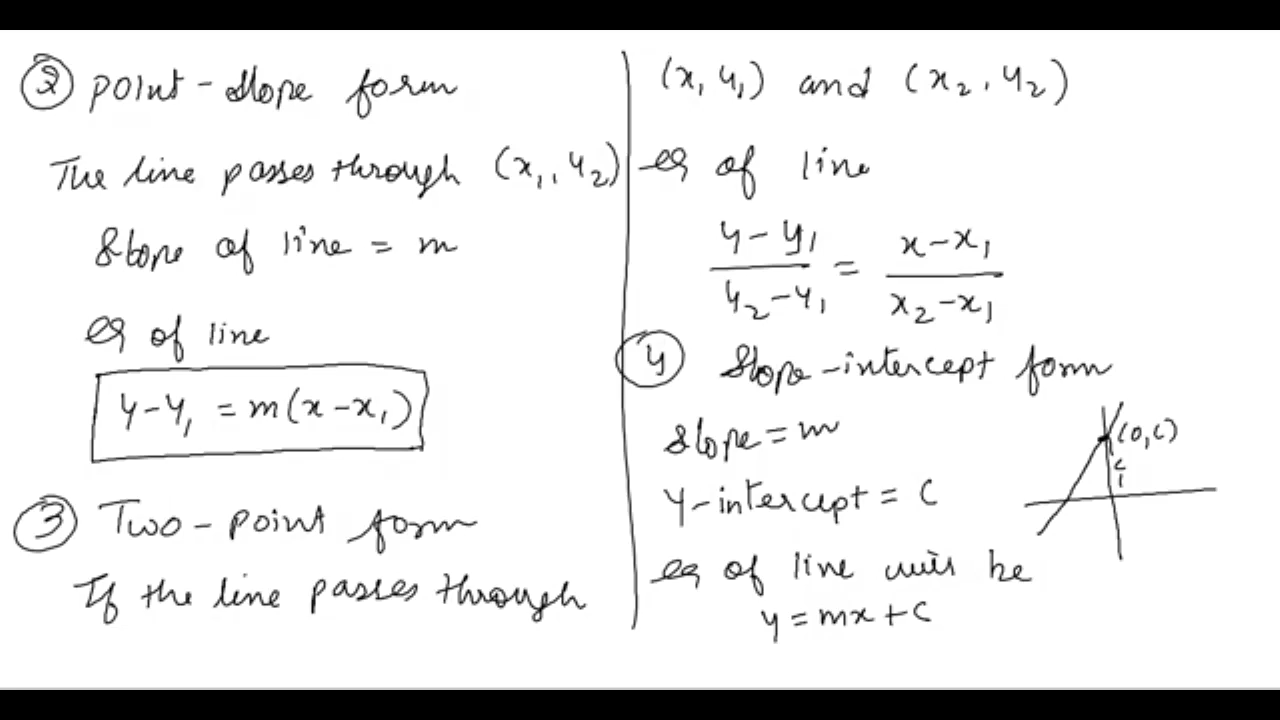 ② Point-slope form
The line passes through (x₁, y₂)
Slope of line = m
eq of line
y-y₁ = m(x-x₁)
③ Two-point form
If the line passes through
(x, y₁) and (x₂, y₂)
eq of line
(y-y₁)/(y₂-y₁) = (x-x₁)/(x₂-x₁)
④ Slope-intercept form
slope = m
y-intercept = c
eq of line will be
y = mx + c
(0, c)